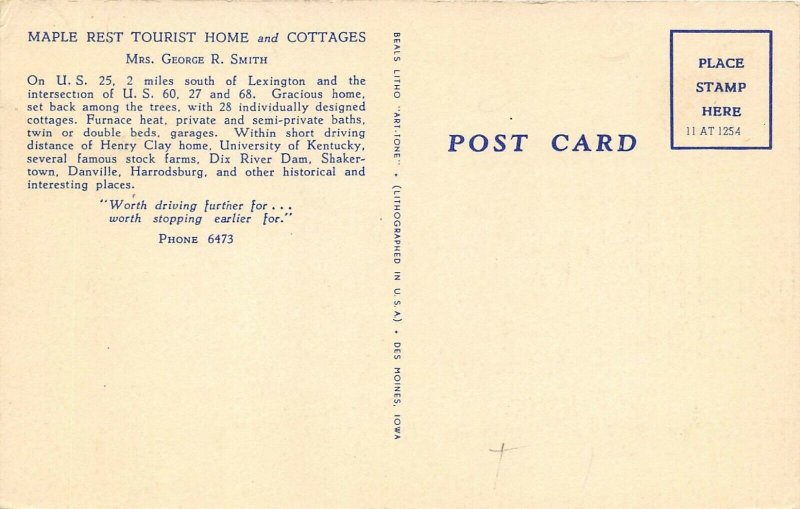 MAPLE REST TOURIST HOME and COTTAGES
MRS. GEORGE R. SMITH
On U. S. 25, 2 miles south of Lexington and the
intersection of U. S. 60, 27 and 68. Gracious home,
set back among the trees, with 28 individually designed
cottages. Furnace heat, private and semi-private baths,
twin or double beds, garages. Within short driving
distance of Henry Clay home, University of Kentucky,
several famous stock farms, Dix River Dam, Shaker-
town, Danville, Harrodsburg, and other historical and
interesting places.
"Worth driving further for . . .
worth stopping earlier for."
PHONE 6473
BEALS LITHO "ART-TONE" • (LITHOGRAPHED IN U. S. A.) • DES MOINES, IOWA
POST CARD
PLACE
STAMP
HERE
11 AT 1254